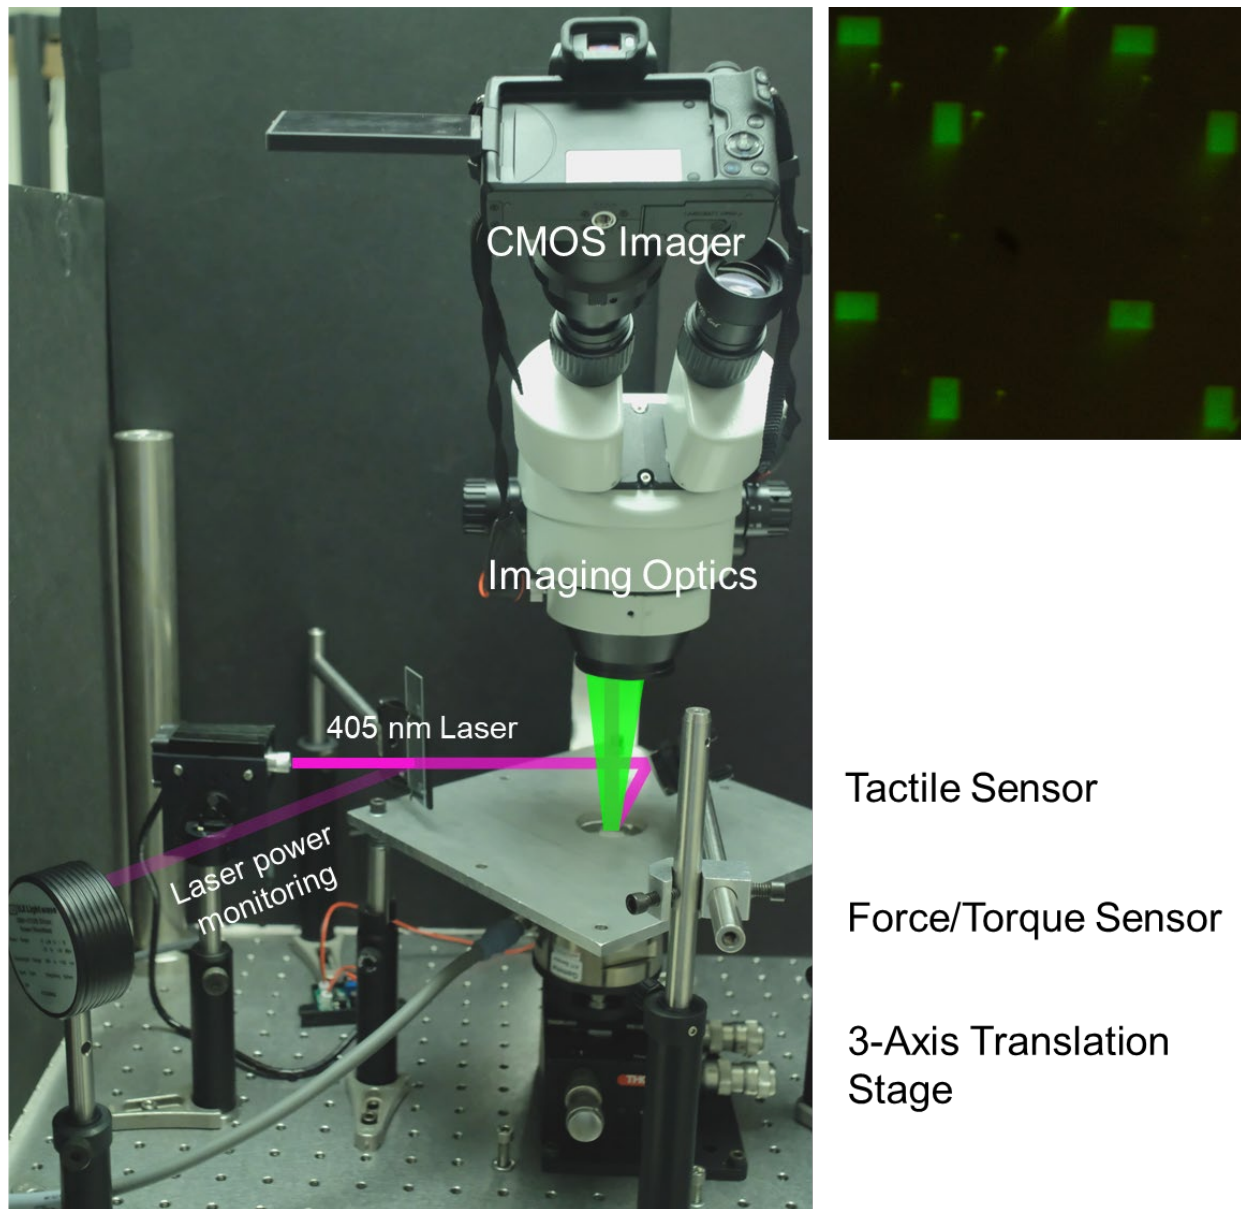 CMOS Imager
Imaging Optics
405 nm Laser
Laser power
monitoring
Tactile Sensor
Force/Torque Sensor
3-Axis Translation
Stage